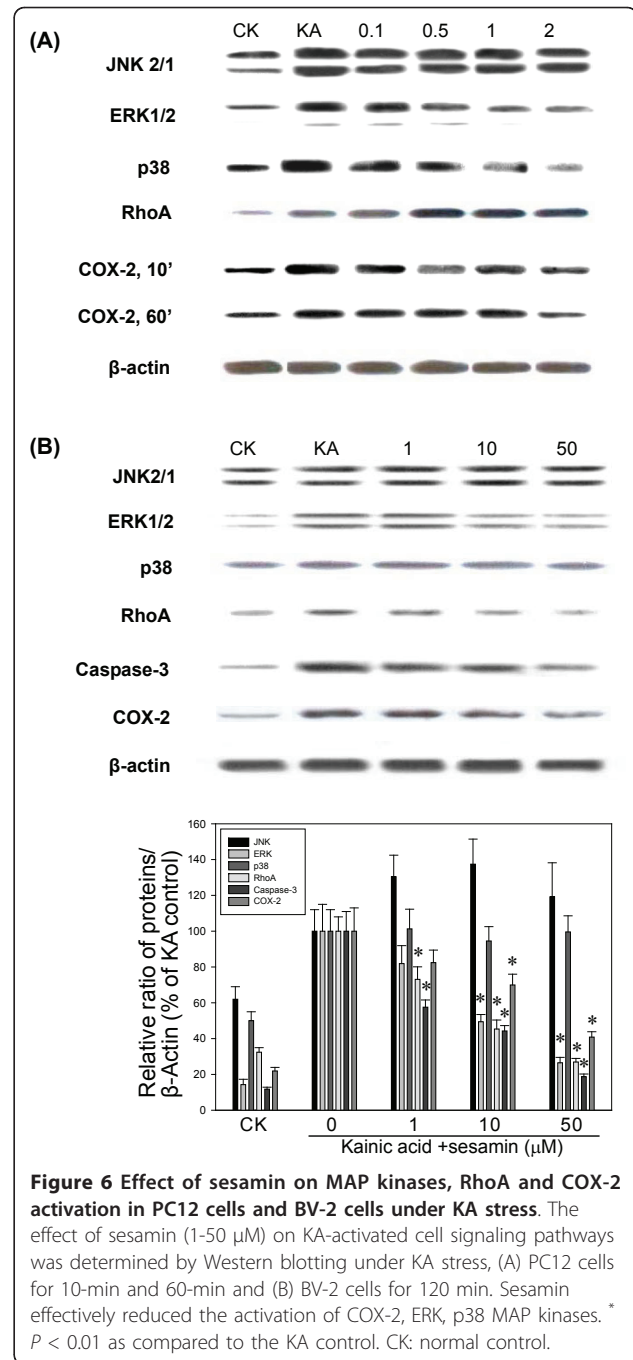 (A)
CK KA 0.1 0.5 1 2
JNK 2/1
ERK1/2
p38
RhoA
COX-2, 10'
COX-2, 60'
β-actin
(B)
CK KA 1 10 50
JNK2/1
ERK1/2
p38
RhoA
Caspase-3
COX-2
β-actin
Relative ratio of proteins/
β-Actin (% of KA control)
160
140
120
100
80
60
40
20
0
JNK
ERK
p38
RhoA
Caspase-3
COX-2
* * * * * * * * * *
CK 0 1 10 50
Kainic acid +sesamin (μM)
Figure 6 Effect of sesamin on MAP kinases, RhoA and COX-2
activation in PC12 cells and BV-2 cells under KA stress. The
effect of sesamin (1-50 μM) on KA-activated cell signaling pathways
was determined by Western blotting under KA stress, (A) PC12 cells
for 10-min and 60-min and (B) BV-2 cells for 120 min. Sesamin
effectively reduced the activation of COX-2, ERK, p38 MAP kinases. *
P < 0.01 as compared to the KA control. CK: normal control.